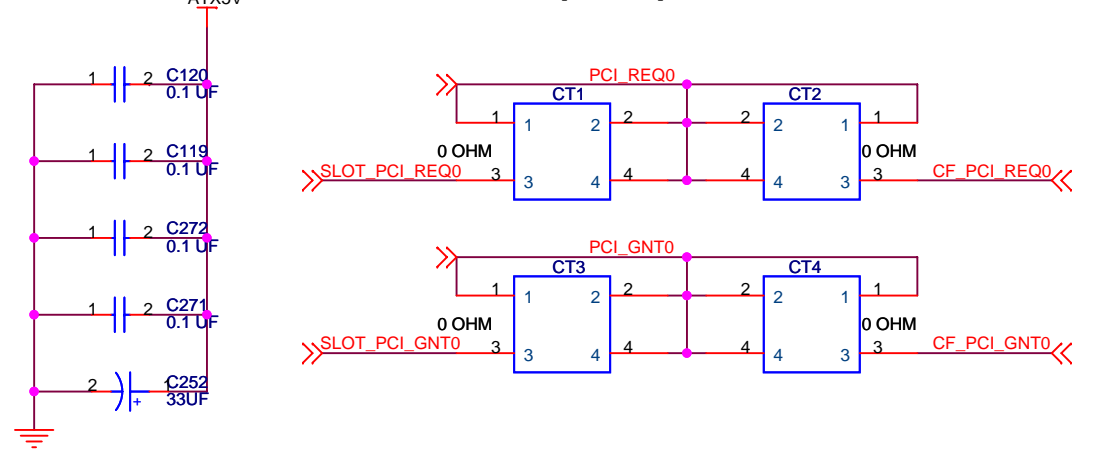 1 2 C120
0.1 UF
1 2 C119
0.1 UF
1 2 C272
0.1 UF
1 2 C271
0.1 UF
2 1 C252
+
33UF
PCI_REQ0
CT1 CT2
1 1 2 2 2 2 1 1
0 OHM 0 OHM
SLOT_PCI_REQ0 3 3 4 4 4 4 3 3 CF_PCI_REQ0
PCI_GNT0
CT3 CT4
1 1 2 2 2 2 1 1
0 OHM 0 OHM
SLOT_PCI_GNT0 3 3 4 4 4 4 3 3 CF_PCI_GNT0